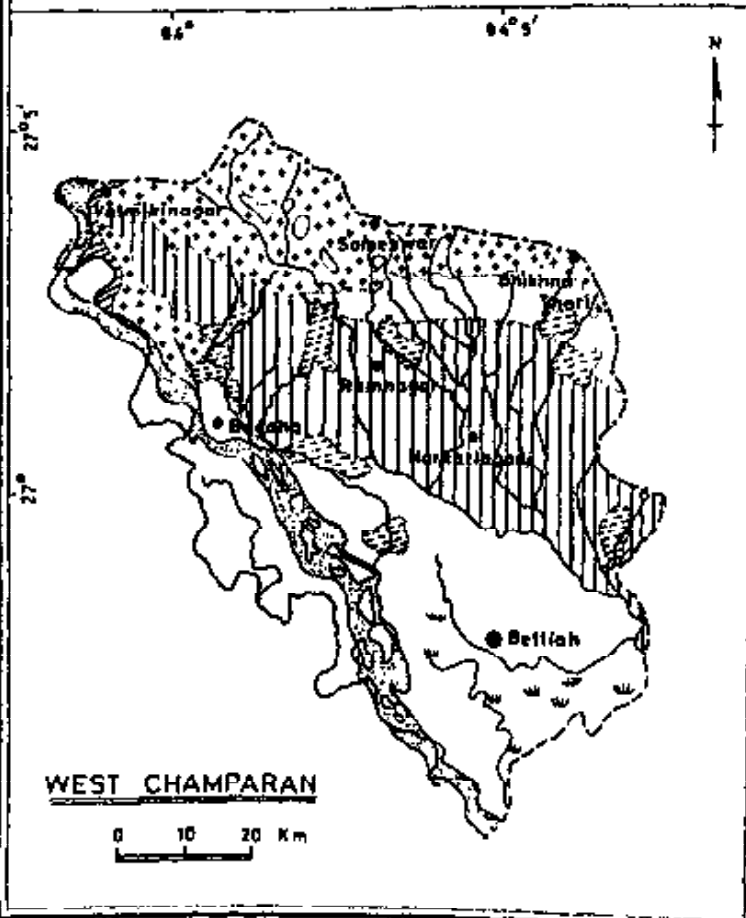 84°
84°5'
N
27°5'
Valmikinagar
Someswar
Bhikhna
Thori
Ramnagar
Bagaha
Narkatiaganj
27°
Bettiah
WEST CHAMPARAN
0 10 20 Km